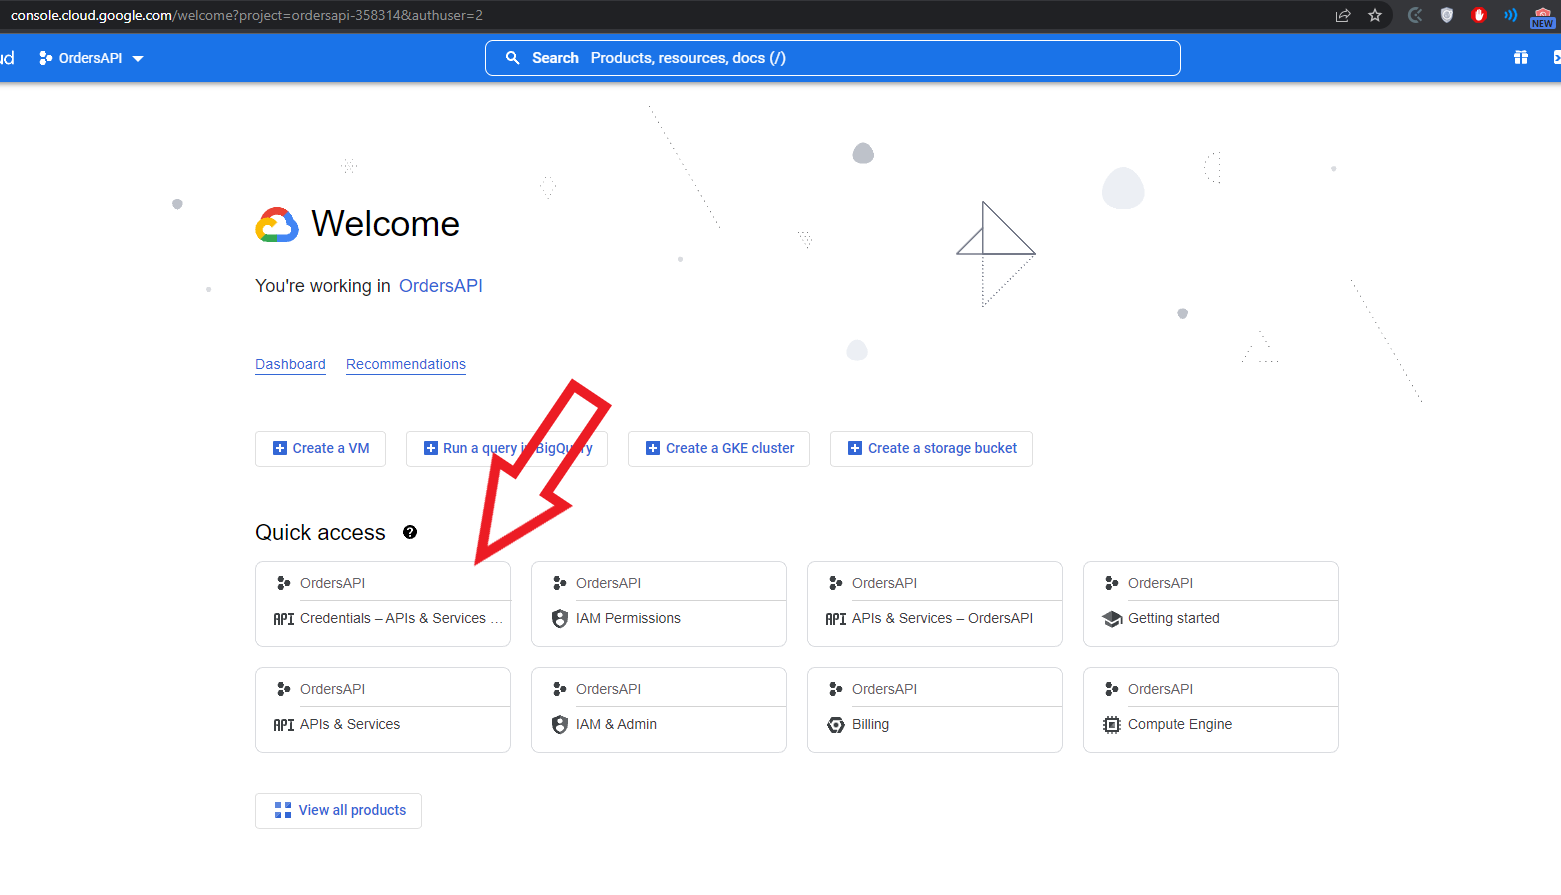 console.cloud.google.com/welcome?project=ordersapi-358314&authuser=2
NEW
ud
OrdersAPI
Search Products, resources, docs (/)
Welcome
You're working in OrdersAPI
Dashboard Recommendations
Create a VM
Run a query in BigQuery
Create a GKE cluster
Create a storage bucket
Quick access ?
OrdersAPI
API Credentials – APIs & Services ...
OrdersAPI
IAM Permissions
OrdersAPI
API APIs & Services – OrdersAPI
OrdersAPI
Getting started
OrdersAPI
API APIs & Services
OrdersAPI
IAM & Admin
OrdersAPI
Billing
OrdersAPI
Compute Engine
View all products